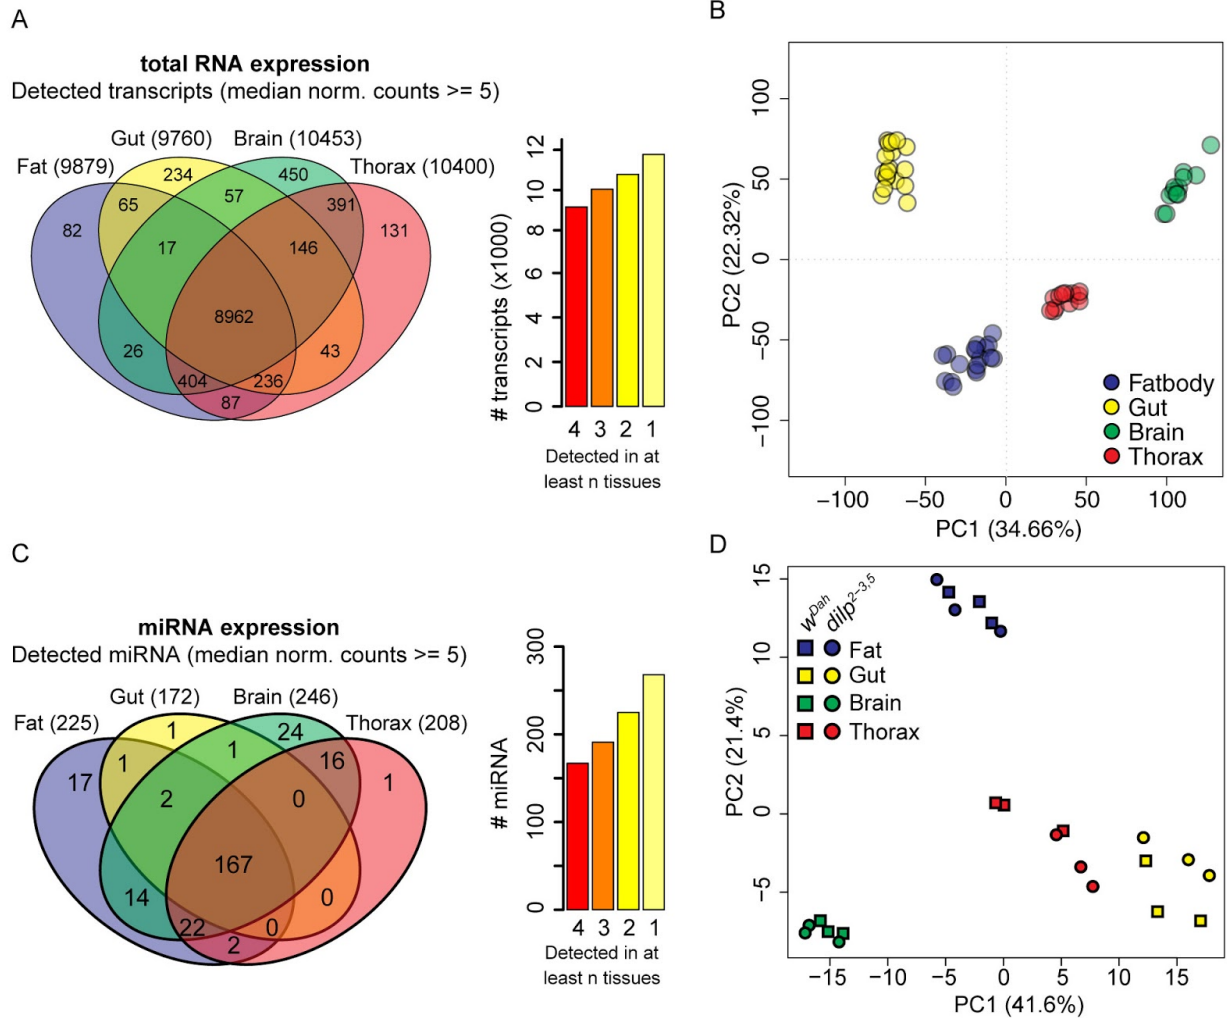 A
total RNA expression
Detected transcripts (median norm. counts >= 5)
Gut (9760) Brain (10453)
Fat (9879) Thorax (10400)
234 450
65 57 391
82 17 146 131
8962
26 43
404 236
87
# transcripts (x1000)
12
10
8
6
4
2
0
4 3 2 1
Detected in at
least n tissues
B
PC2 (22.32%)
100
50
0
−50
−100
Fatbody
Gut
Brain
Thorax
−100 −50 0 50 100
PC1 (34.66%)
C
miRNA expression
Detected miRNA (median norm. counts >= 5)
Gut (172) Brain (246)
Fat (225) Thorax (208)
1 24
1 1 16
17 2 0 1
167
14 0
22 0
2
# miRNA
300
200
100
0
4 3 2 1
Detected in at
least n tissues
D
PC2 (21.4%)
15
10
5
0
−5
wDah dilp2−3,5
Fat
Gut
Brain
Thorax
−15 −10 −5 0 5 10 15
PC1 (41.6%)